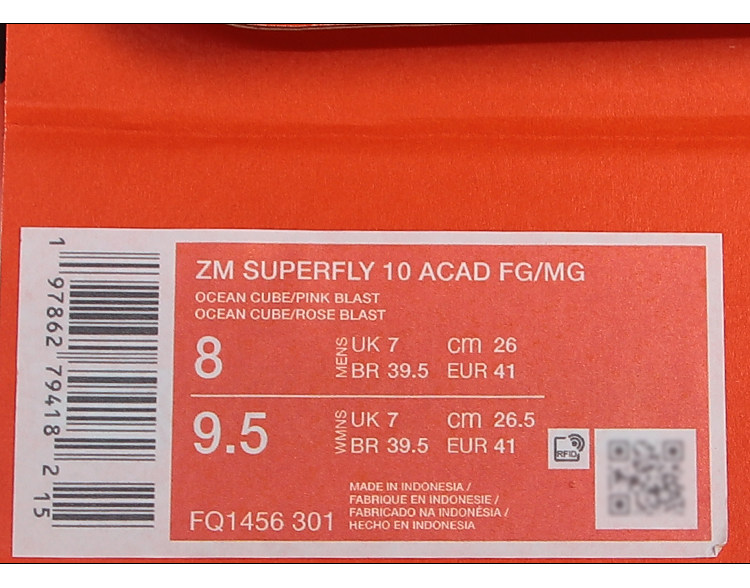 ZM SUPERFLY 10 ACAD FG/MG
OCEAN CUBE/PINK BLAST
OCEAN CUBE/ROSE BLAST
8
MENS
UK 7 cm 26
BR 39.5 EUR 41
9.5
WMNS
UK 7 cm 26.5
BR 39.5 EUR 41
RFID
MADE IN INDONESIA /
FABRIQUE EN INDONESIE /
FABRICADO NA INDONÉSIA /
HECHO EN INDONESIA
FQ1456 301
1 97862 79418 2 15